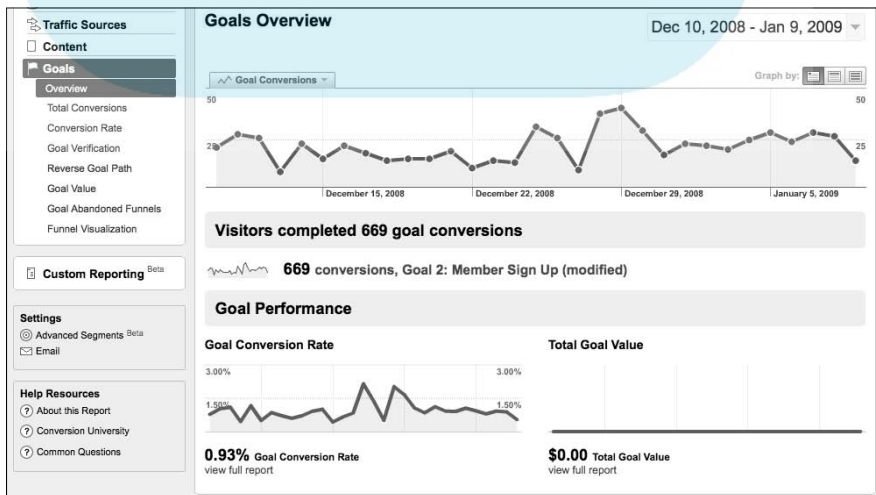 Traffic Sources
Content
Goals
Overview
Total Conversions
Conversion Rate
Goal Verification
Reverse Goal Path
Goal Value
Goal Abandoned Funnels
Funnel Visualization
Custom Reporting Beta
Settings
Advanced Segments Beta
Email
Help Resources
? About this Report
? Conversion University
? Common Questions
Goals Overview
Dec 10, 2008 - Jan 9, 2009
Goal Conversions
Graph by:
50 50
25 25
December 15, 2008 December 22, 2008 December 29, 2008 January 5, 2009
Visitors completed 669 goal conversions
669 conversions, Goal 2: Member Sign Up (modified)
Goal Performance
Goal Conversion Rate
3.00% 3.00%
1.50% 1.50%
0.93% Goal Conversion Rate
view full report
Total Goal Value
$0.00 Total Goal Value
view full report